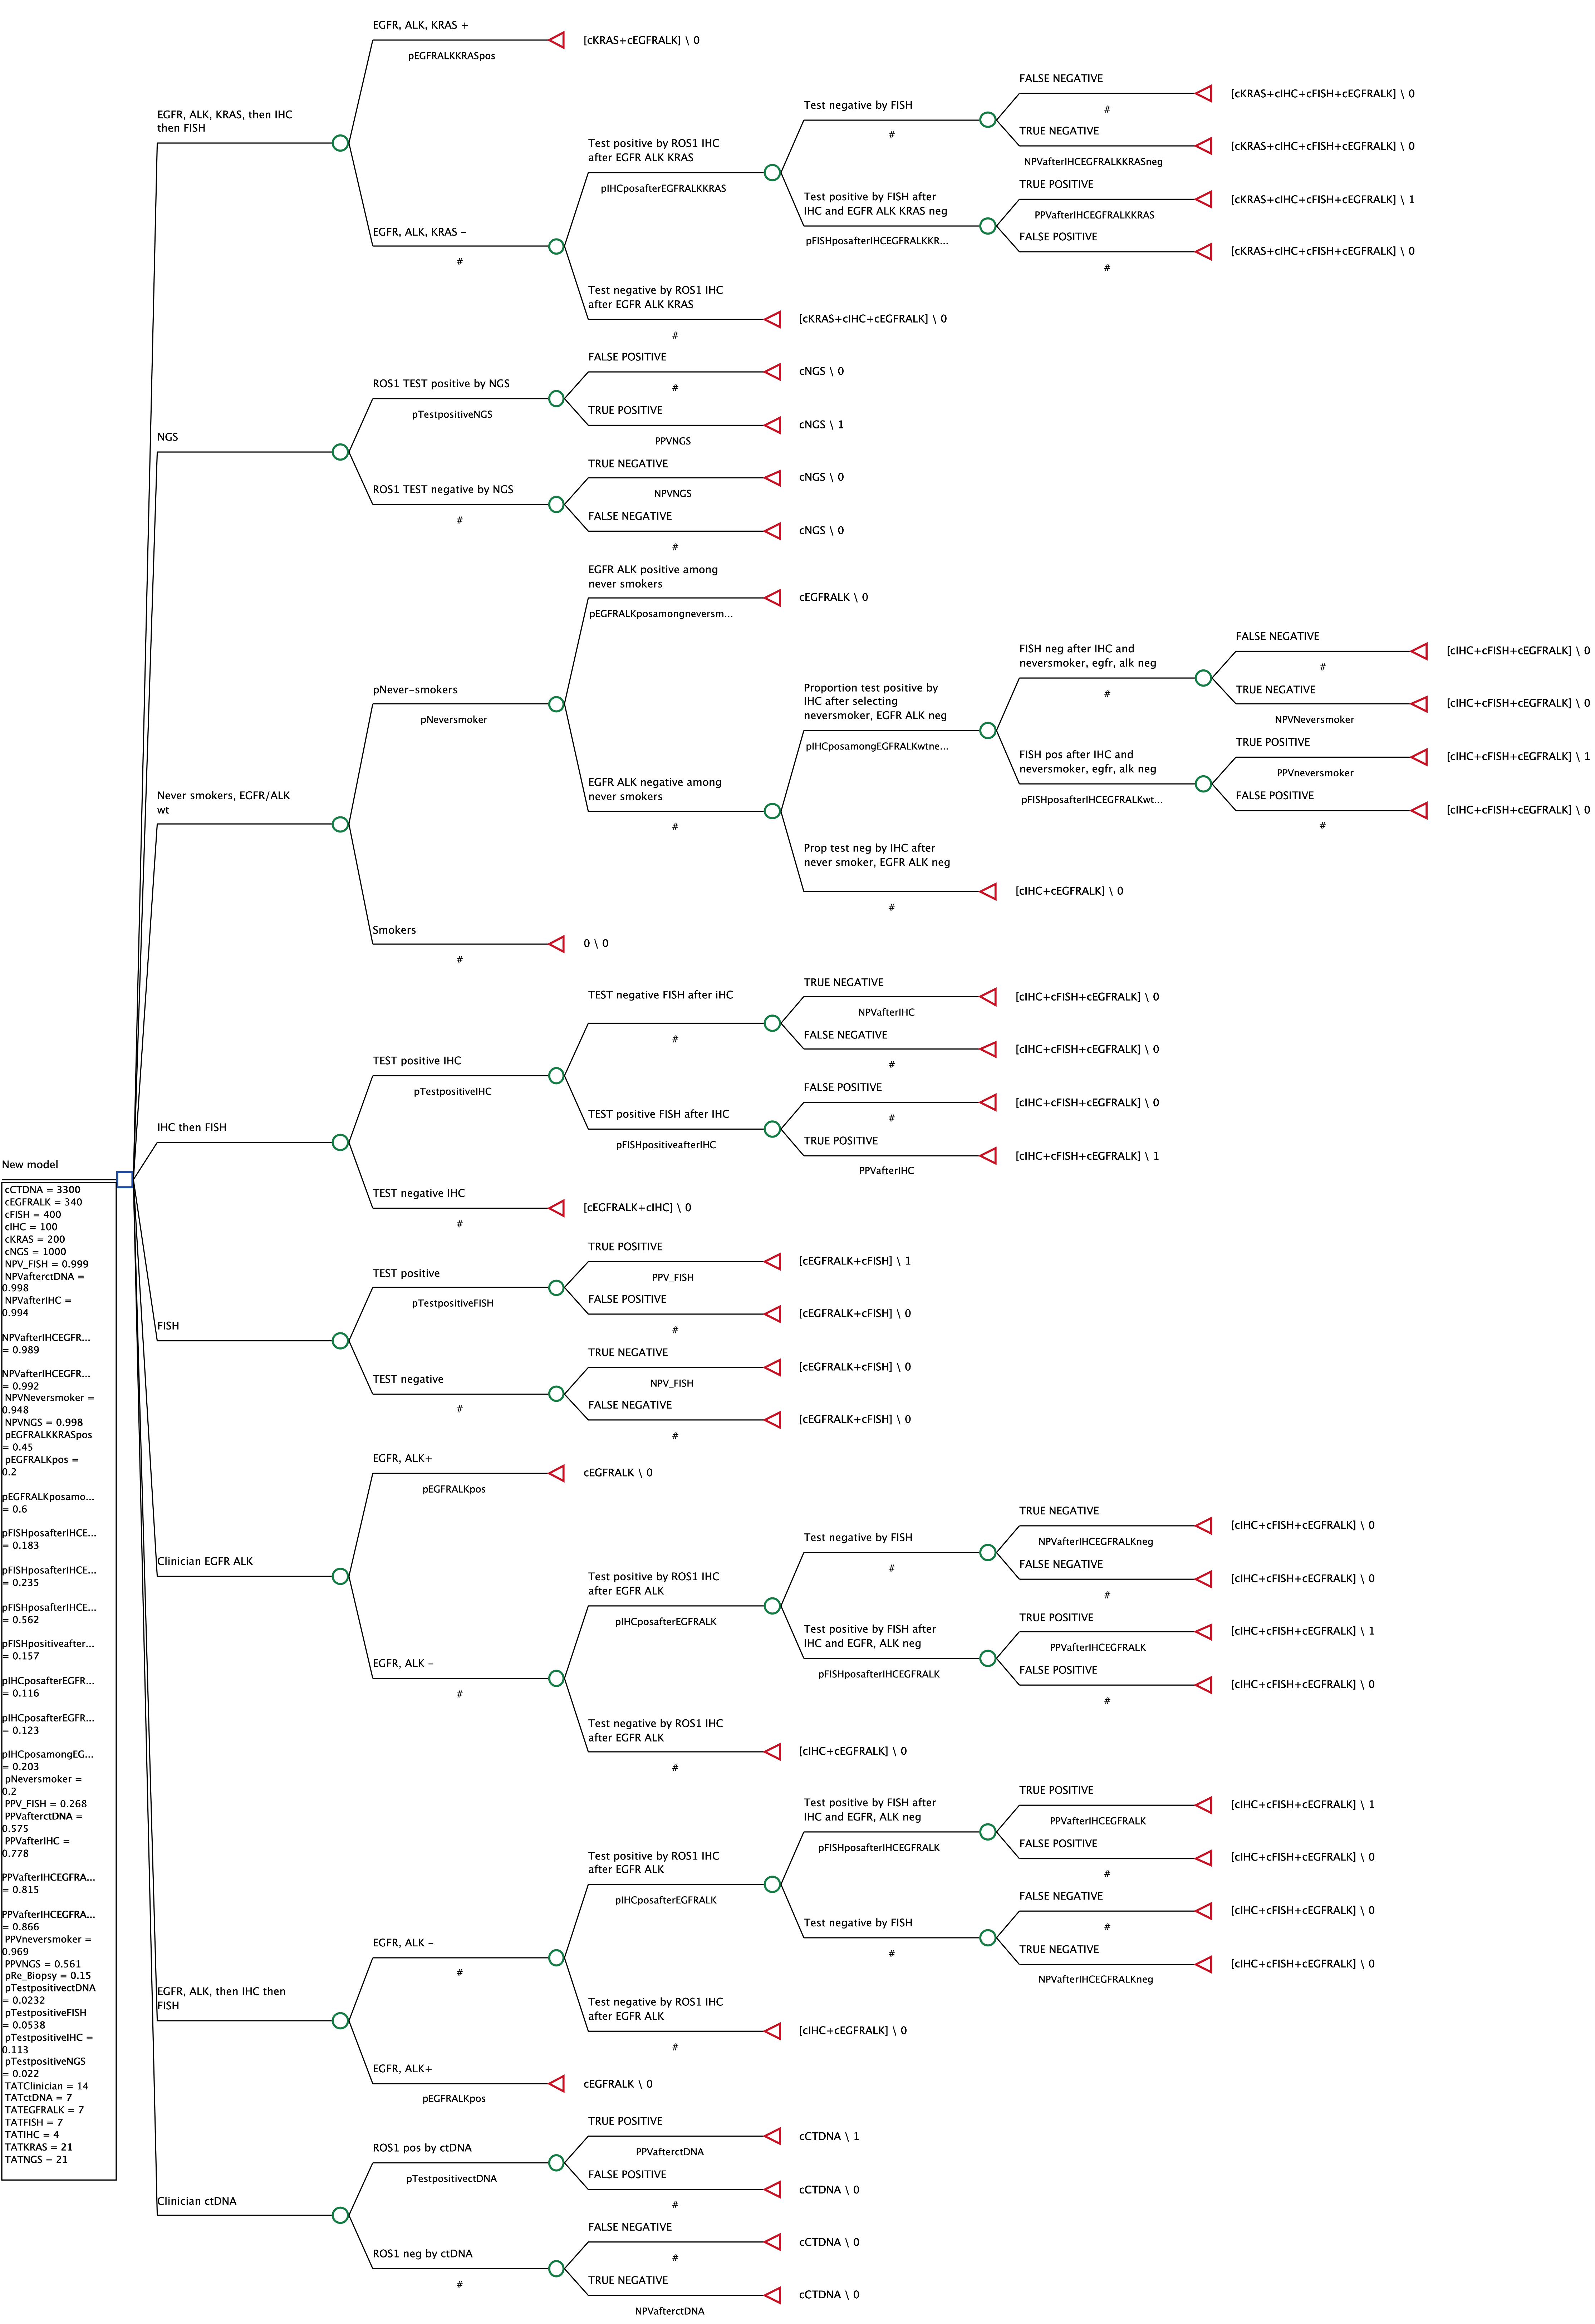 EGFR, ALK, KRAS +
pEGFRALKKRASpos
[cKRAS+cEGFRALK] \ 0
EGFR, ALK, KRAS, then IHC
then FISH
EGFR, ALK, KRAS -
#
Test positive by ROS1 IHC
after EGFR ALK KRAS
pIHCposafterEGFRALKKRAS
Test negative by FISH
#
FALSE NEGATIVE
#
[cKRAS+cIHC+cFISH+cEGFRALK] \ 0
TRUE NEGATIVE
NPVafterIHCEGFRALKKRASneg
[cKRAS+cIHC+cFISH+cEGFRALK] \ 0
Test positive by FISH after
IHC and EGFR ALK KRAS neg
pFISHposafterIHCEGFRALKKR...
TRUE POSITIVE
PPVafterIHCEGFRALKKRAS
[cKRAS+cIHC+cFISH+cEGFRALK] \ 1
FALSE POSITIVE
#
[cKRAS+cIHC+cFISH+cEGFRALK] \ 0
Test negative by ROS1 IHC
after EGFR ALK KRAS
#
[cKRAS+cIHC+cEGFRALK] \ 0
NGS
ROS1 TEST positive by NGS
pTestpositiveNGS
FALSE POSITIVE
#
cNGS \ 0
TRUE POSITIVE
PPVNGS
cNGS \ 1
ROS1 TEST negative by NGS
#
TRUE NEGATIVE
NPVNGS
cNGS \ 0
FALSE NEGATIVE
#
cNGS \ 0
Never smokers, EGFR/ALK
wt
pNever-smokers
pNeversmoker
EGFR ALK positive among
never smokers
pEGFRALKposamongneversm...
cEGFRALK \ 0
EGFR ALK negative among
never smokers
#
Proportion test positive by
IHC after selecting
neversmoker, EGFR ALK neg
pIHCposamongEGFRALKwtne...
FISH neg after IHC and
neversmoker, egfr, alk neg
#
FALSE NEGATIVE
#
[cIHC+cFISH+cEGFRALK] \ 0
TRUE NEGATIVE
NPVNeversmoker
[cIHC+cFISH+cEGFRALK] \ 0
FISH pos after IHC and
neversmoker, egfr, alk neg
pFISHposafterIHCEGFRALKwt...
TRUE POSITIVE
PPVneversmoker
[cIHC+cFISH+cEGFRALK] \ 1
FALSE POSITIVE
#
[cIHC+cFISH+cEGFRALK] \ 0
Prop test neg by IHC after
never smoker, EGFR ALK neg
#
[cIHC+cEGFRALK] \ 0
Smokers
#
0 \ 0
IHC then FISH
TEST positive IHC
pTestpositiveIHC
TEST negative FISH after iHC
#
TRUE NEGATIVE
NPVafterIHC
[cIHC+cFISH+cEGFRALK] \ 0
FALSE NEGATIVE
#
[cIHC+cFISH+cEGFRALK] \ 0
TEST positive FISH after IHC
pFISHpositiveafterIHC
FALSE POSITIVE
#
[cIHC+cFISH+cEGFRALK] \ 0
TRUE POSITIVE
PPVafterIHC
[cIHC+cFISH+cEGFRALK] \ 1
TEST negative IHC
#
[cEGFRALK+cIHC] \ 0
FISH
TEST positive
pTestpositiveFISH
TRUE POSITIVE
PPV_FISH
[cEGFRALK+cFISH] \ 1
FALSE POSITIVE
#
[cEGFRALK+cFISH] \ 0
TEST negative
#
TRUE NEGATIVE
NPV_FISH
[cEGFRALK+cFISH] \ 0
FALSE NEGATIVE
#
[cEGFRALK+cFISH] \ 0
Clinician EGFR ALK
EGFR, ALK+
pEGFRALKpos
cEGFRALK \ 0
EGFR, ALK -
#
Test positive by ROS1 IHC
after EGFR ALK
pIHCposafterEGFRALK
Test negative by FISH
#
TRUE NEGATIVE
NPVafterIHCEGFRALKneg
[cIHC+cFISH+cEGFRALK] \ 0
FALSE NEGATIVE
#
[cIHC+cFISH+cEGFRALK] \ 0
Test positive by FISH after
IHC and EGFR, ALK neg
pFISHposafterIHCEGFRALK
TRUE POSITIVE
PPVafterIHCEGFRALK
[cIHC+cFISH+cEGFRALK] \ 1
FALSE POSITIVE
#
[cIHC+cFISH+cEGFRALK] \ 0
Test negative by ROS1 IHC
after EGFR ALK
#
[cIHC+cEGFRALK] \ 0
EGFR, ALK, then IHC then
FISH
EGFR, ALK -
#
Test positive by ROS1 IHC
after EGFR ALK
pIHCposafterEGFRALK
Test positive by FISH after
IHC and EGFR, ALK neg
pFISHposafterIHCEGFRALK
TRUE POSITIVE
PPVafterIHCEGFRALK
[cIHC+cFISH+cEGFRALK] \ 1
FALSE POSITIVE
#
[cIHC+cFISH+cEGFRALK] \ 0
Test negative by FISH
#
FALSE NEGATIVE
#
[cIHC+cFISH+cEGFRALK] \ 0
TRUE NEGATIVE
NPVafterIHCEGFRALKneg
[cIHC+cFISH+cEGFRALK] \ 0
Test negative by ROS1 IHC
after EGFR ALK
#
[cIHC+cEGFRALK] \ 0
EGFR, ALK+
pEGFRALKpos
cEGFRALK \ 0
Clinician ctDNA
ROS1 pos by ctDNA
pTestpositivectDNA
TRUE POSITIVE
PPVafterctDNA
cCTDNA \ 1
FALSE POSITIVE
#
cCTDNA \ 0
ROS1 neg by ctDNA
#
FALSE NEGATIVE
#
cCTDNA \ 0
TRUE NEGATIVE
NPVafterctDNA
cCTDNA \ 0
New model
cCTDNA = 3300
cEGFRALK = 340
cFISH = 400
cIHC = 100
cKRAS = 200
cNGS = 1000
NPV_FISH = 0.999
NPVafterctDNA =
0.998
NPVafterIHC =
0.994
NPVafterIHCEGFR...
= 0.989
NPVafterIHCEGFR...
= 0.992
NPVNeversmoker =
0.948
NPVNGS = 0.998
pEGFRALKKRASpos
= 0.45
pEGFRALKpos =
0.2
pEGFRALKposamo...
= 0.6
pFISHposafterIHCE...
= 0.183
pFISHposafterIHCE...
= 0.235
pFISHposafterIHCE...
= 0.562
pFISHpositiveafter...
= 0.157
pIHCposafterEGFR...
= 0.116
pIHCposafterEGFR...
= 0.123
pIHCposamongEG...
= 0.203
pNeversmoker =
0.2
PPV_FISH = 0.268
PPVafterctDNA =
0.575
PPVafterIHC =
0.778
PPVafterIHCEGFRA...
= 0.815
PPVafterIHCEGFRA...
= 0.866
PPVneversmoker =
0.969
PPVNGS = 0.561
pRe_Biopsy = 0.15
pTestpositivectDNA
= 0.0232
pTestpositiveFISH
= 0.0538
pTestpositiveIHC =
0.113
pTestpositiveNGS
= 0.022
TATClinician = 14
TATctDNA = 7
TATEGFRALK = 7
TATFISH = 7
TATIHC = 4
TATKRAS = 21
TATNGS = 21